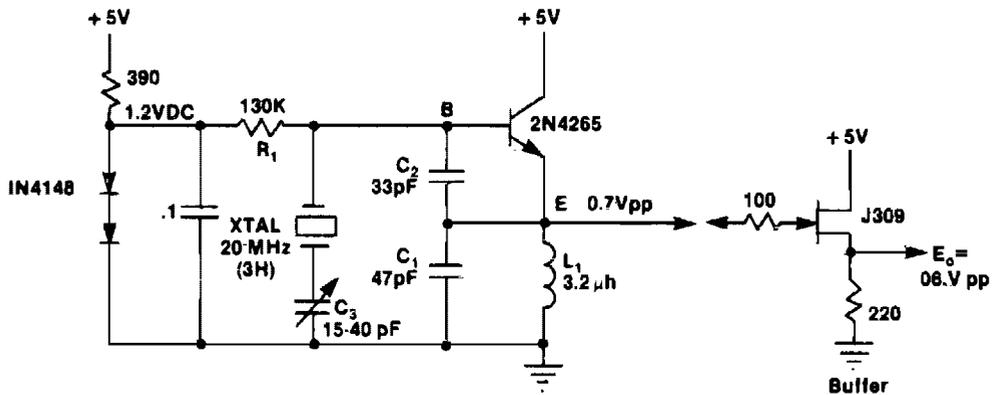 + 5V
390
1.2VDC
IN4148
.1
130K
R1
XTAL
20-MHz
(3H)
C3
15-40 pF
B
C2
33pF
C1
47pF
+ 5V
2N4265
E 0.7Vpp
L1
3.2 μh
100
+ 5V
J309
Eo=
06.V pp
220
Buffer